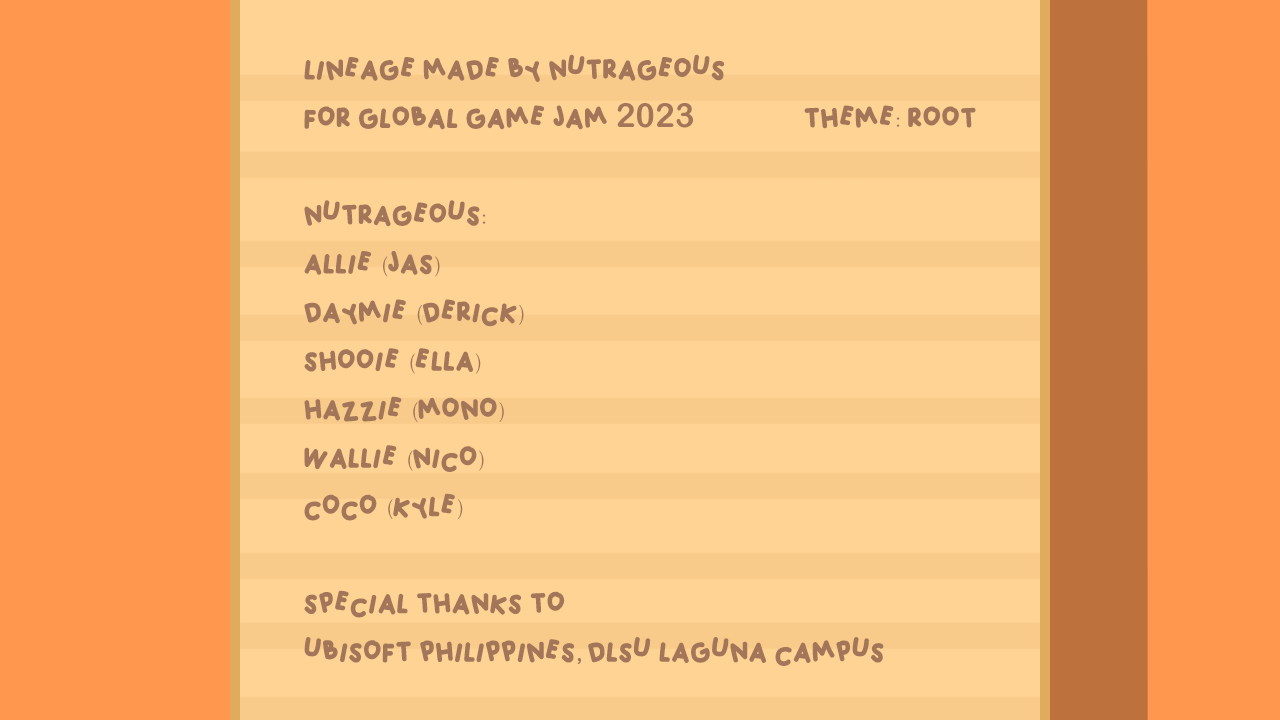 LINEAGE MADE BY NUTRAGEOUS
FOR GLOBAL GAME JAM 2023 THEME: ROOT
NUTRAGEOUS:
ALLIE (JAS)
DAYMIE (DERICK)
SHOOIE (ELLA)
HAZZIE (MONO)
WALLIE (NICO)
COCO (KYLE)
SPECIAL THANKS TO
UBISOFT PHILIPPINES, DLSU LAGUNA CAMPUS